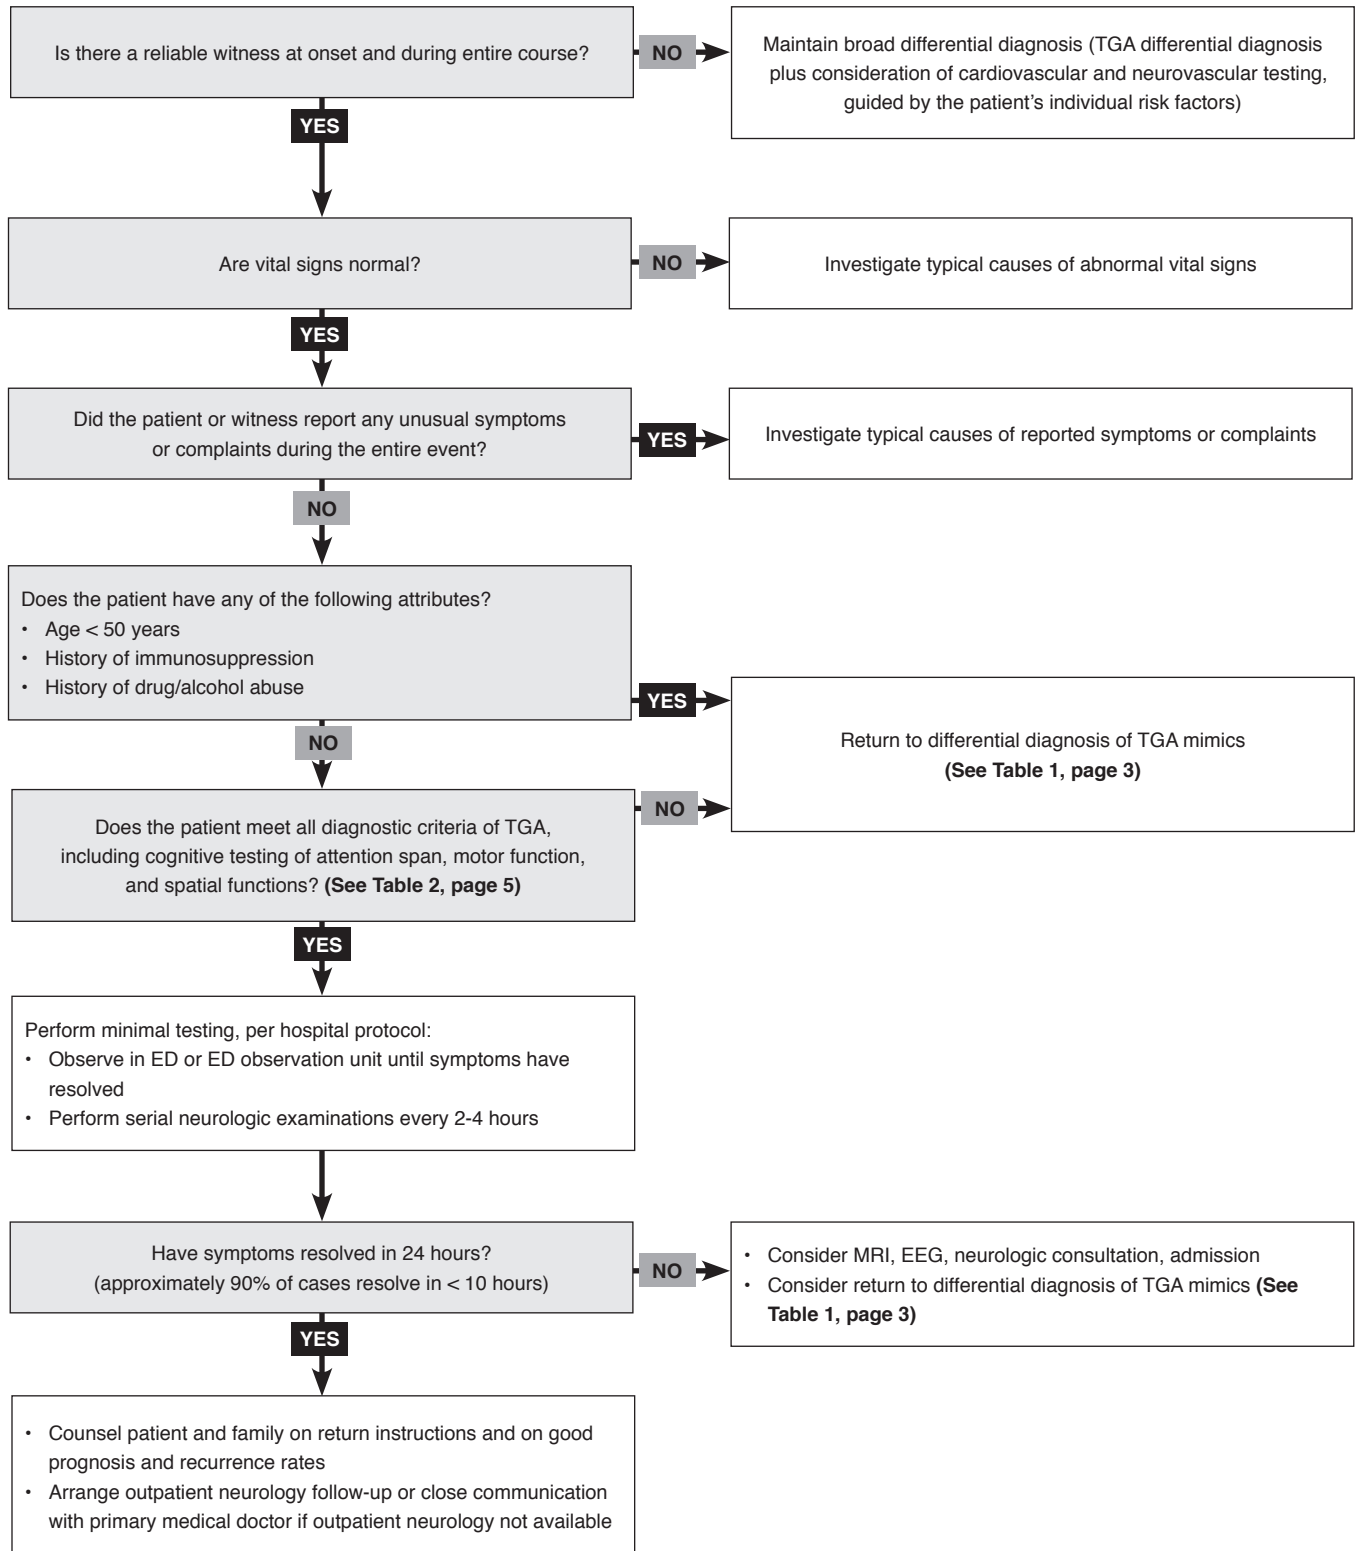 Is there a reliable witness at onset and during entire course?
NO
Maintain broad differential diagnosis (TGA differential diagnosis
plus consideration of cardiovascular and neurovascular testing,
guided by the patient’s individual risk factors)
YES
Are vital signs normal?
NO
Investigate typical causes of abnormal vital signs
YES
Did the patient or witness report any unusual symptoms
or complaints during the entire event?
YES
Investigate typical causes of reported symptoms or complaints
NO
Does the patient have any of the following attributes?
• Age < 50 years
• History of immunosuppression
• History of drug/alcohol abuse
YES
Return to differential diagnosis of TGA mimics
(See Table 1, page 3)
NO
Does the patient meet all diagnostic criteria of TGA,
including cognitive testing of attention span, motor function,
and spatial functions? (See Table 2, page 5)
NO
YES
Perform minimal testing, per hospital protocol:
• Observe in ED or ED observation unit until symptoms have
resolved
• Perform serial neurologic examinations every 2-4 hours
Have symptoms resolved in 24 hours?
(approximately 90% of cases resolve in < 10 hours)
NO
• Consider MRI, EEG, neurologic consultation, admission
• Consider return to differential diagnosis of TGA mimics (See
Table 1, page 3)
YES
• Counsel patient and family on return instructions and on good
prognosis and recurrence rates
• Arrange outpatient neurology follow-up or close communication
with primary medical doctor if outpatient neurology not available